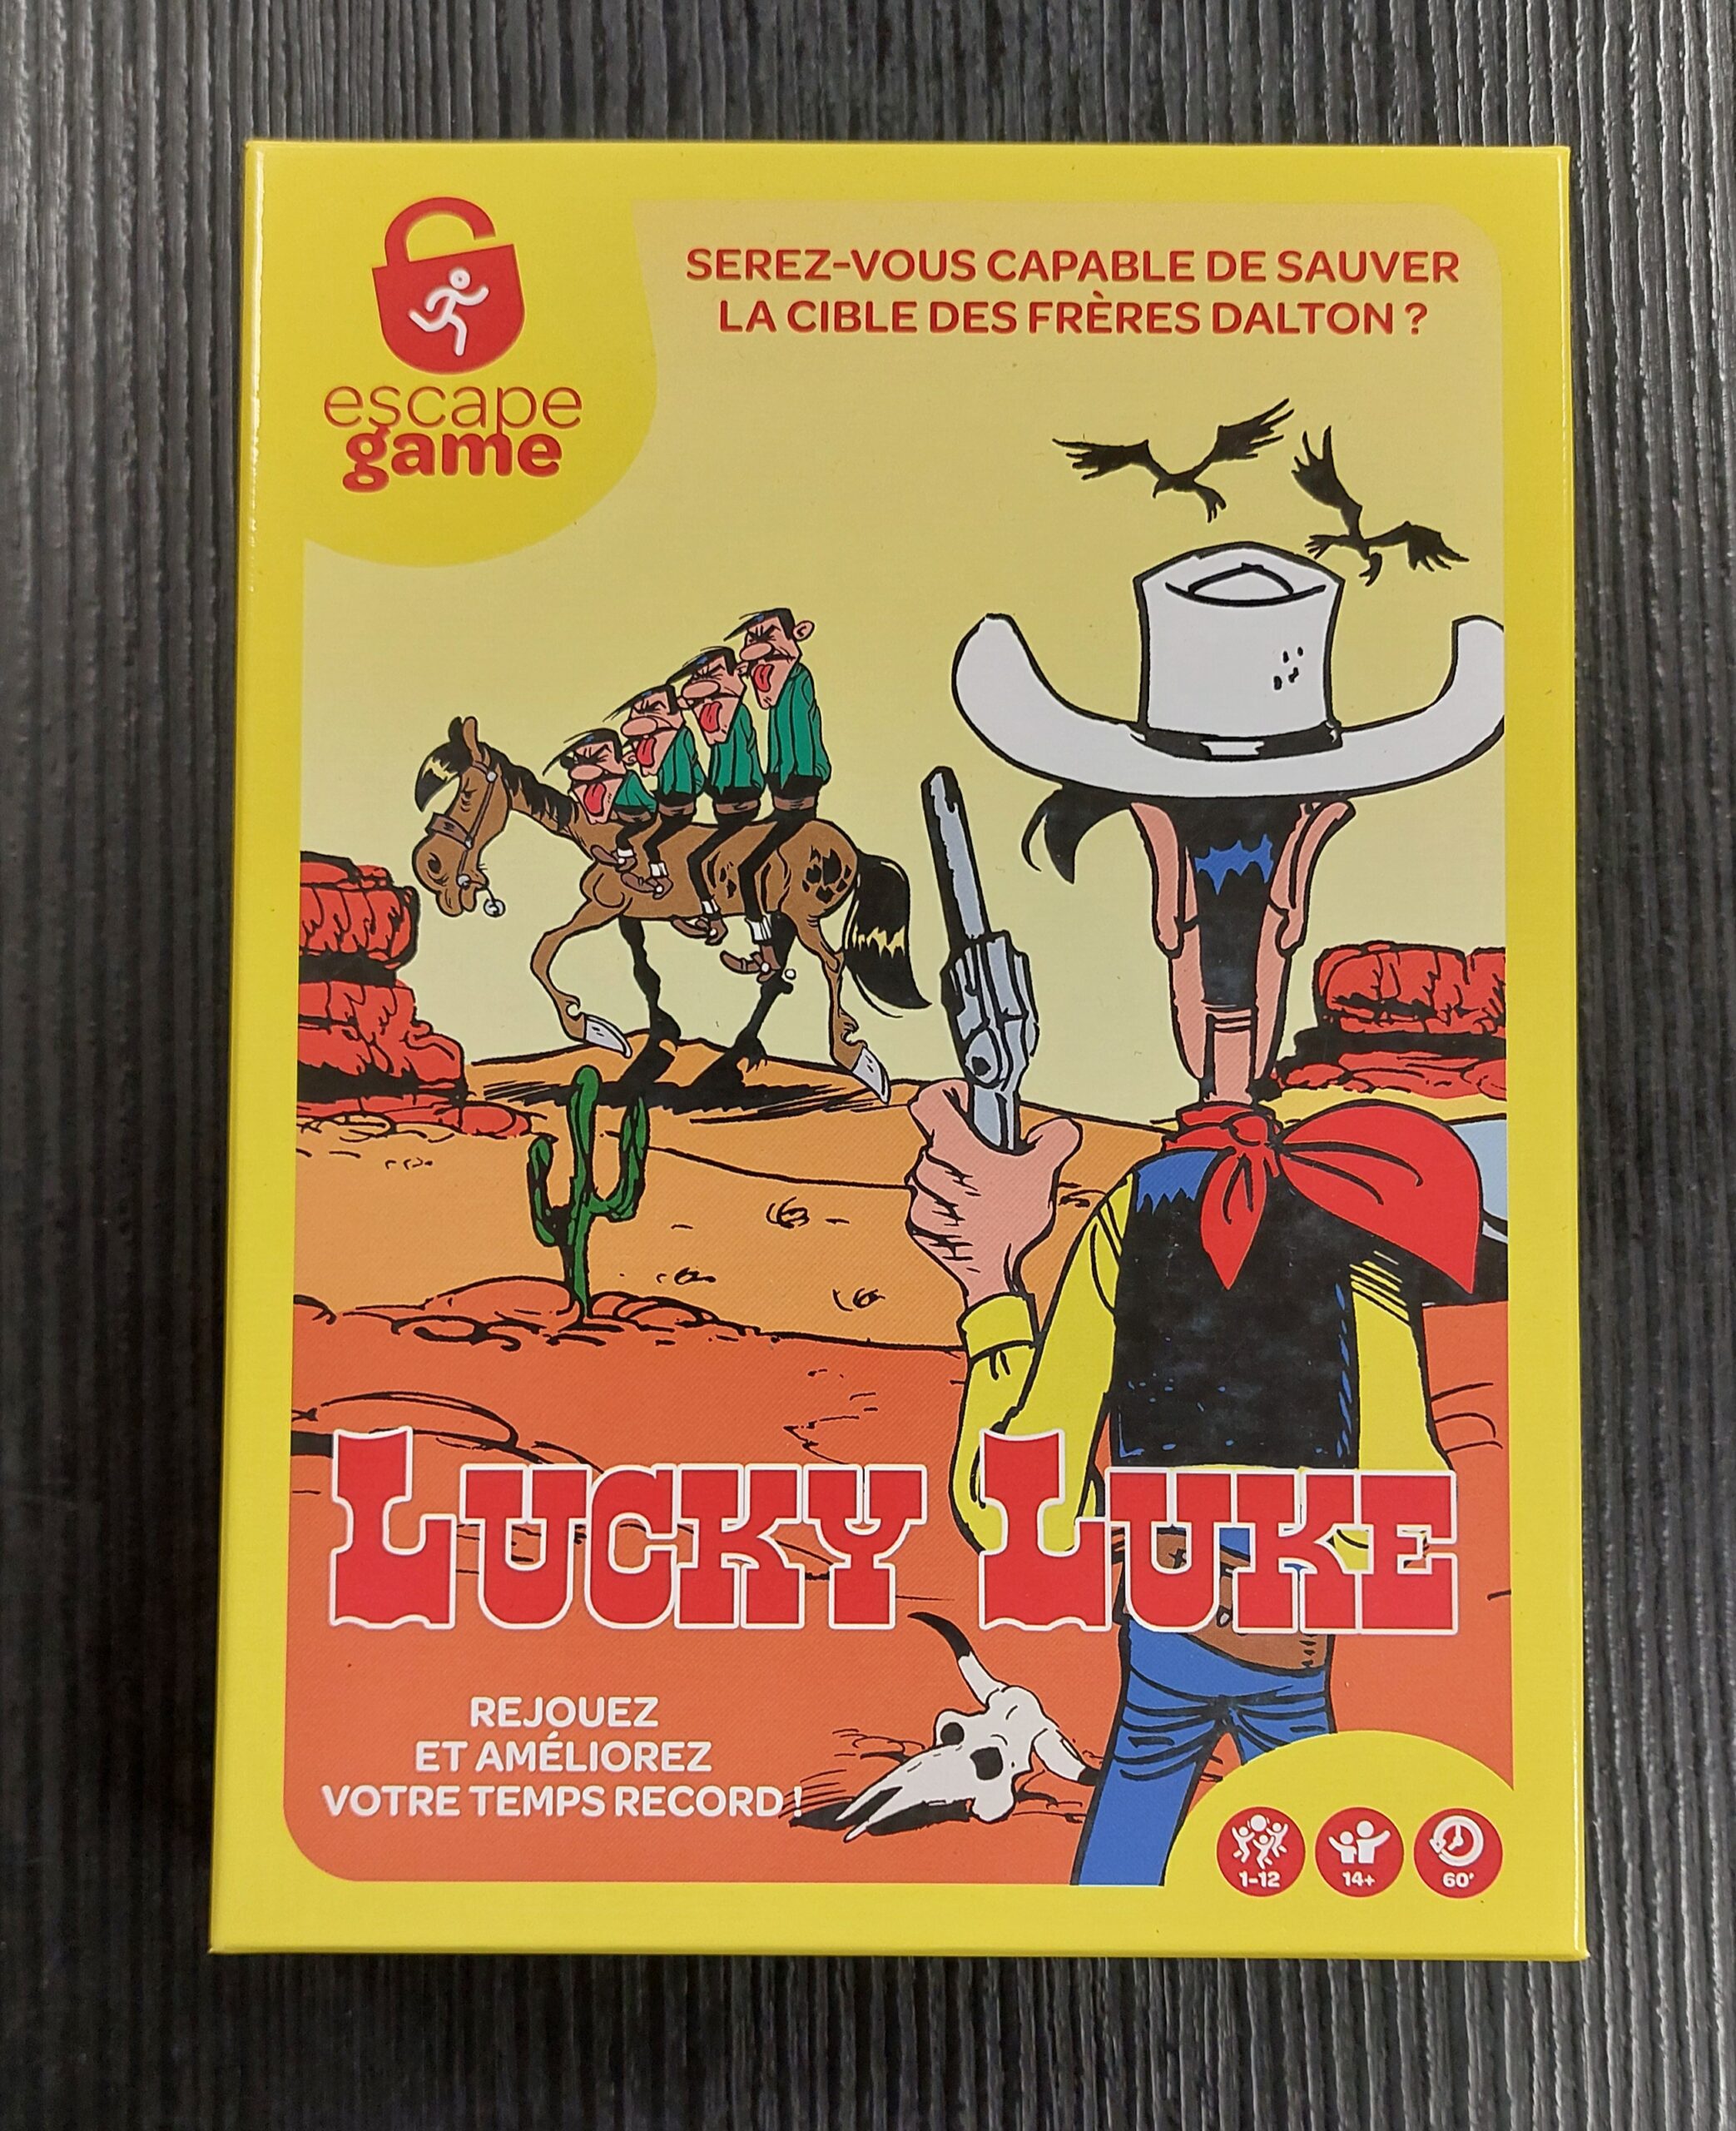 escape
game
SEREZ-VOUS CAPABLE DE SAUVER
LA CIBLE DES FRÈRES DALTON ?
LUCKY LUKE
REJOUEZ
ET AMÉLIOREZ
VOTRE TEMPS RECORD !
1-12
14+
60'